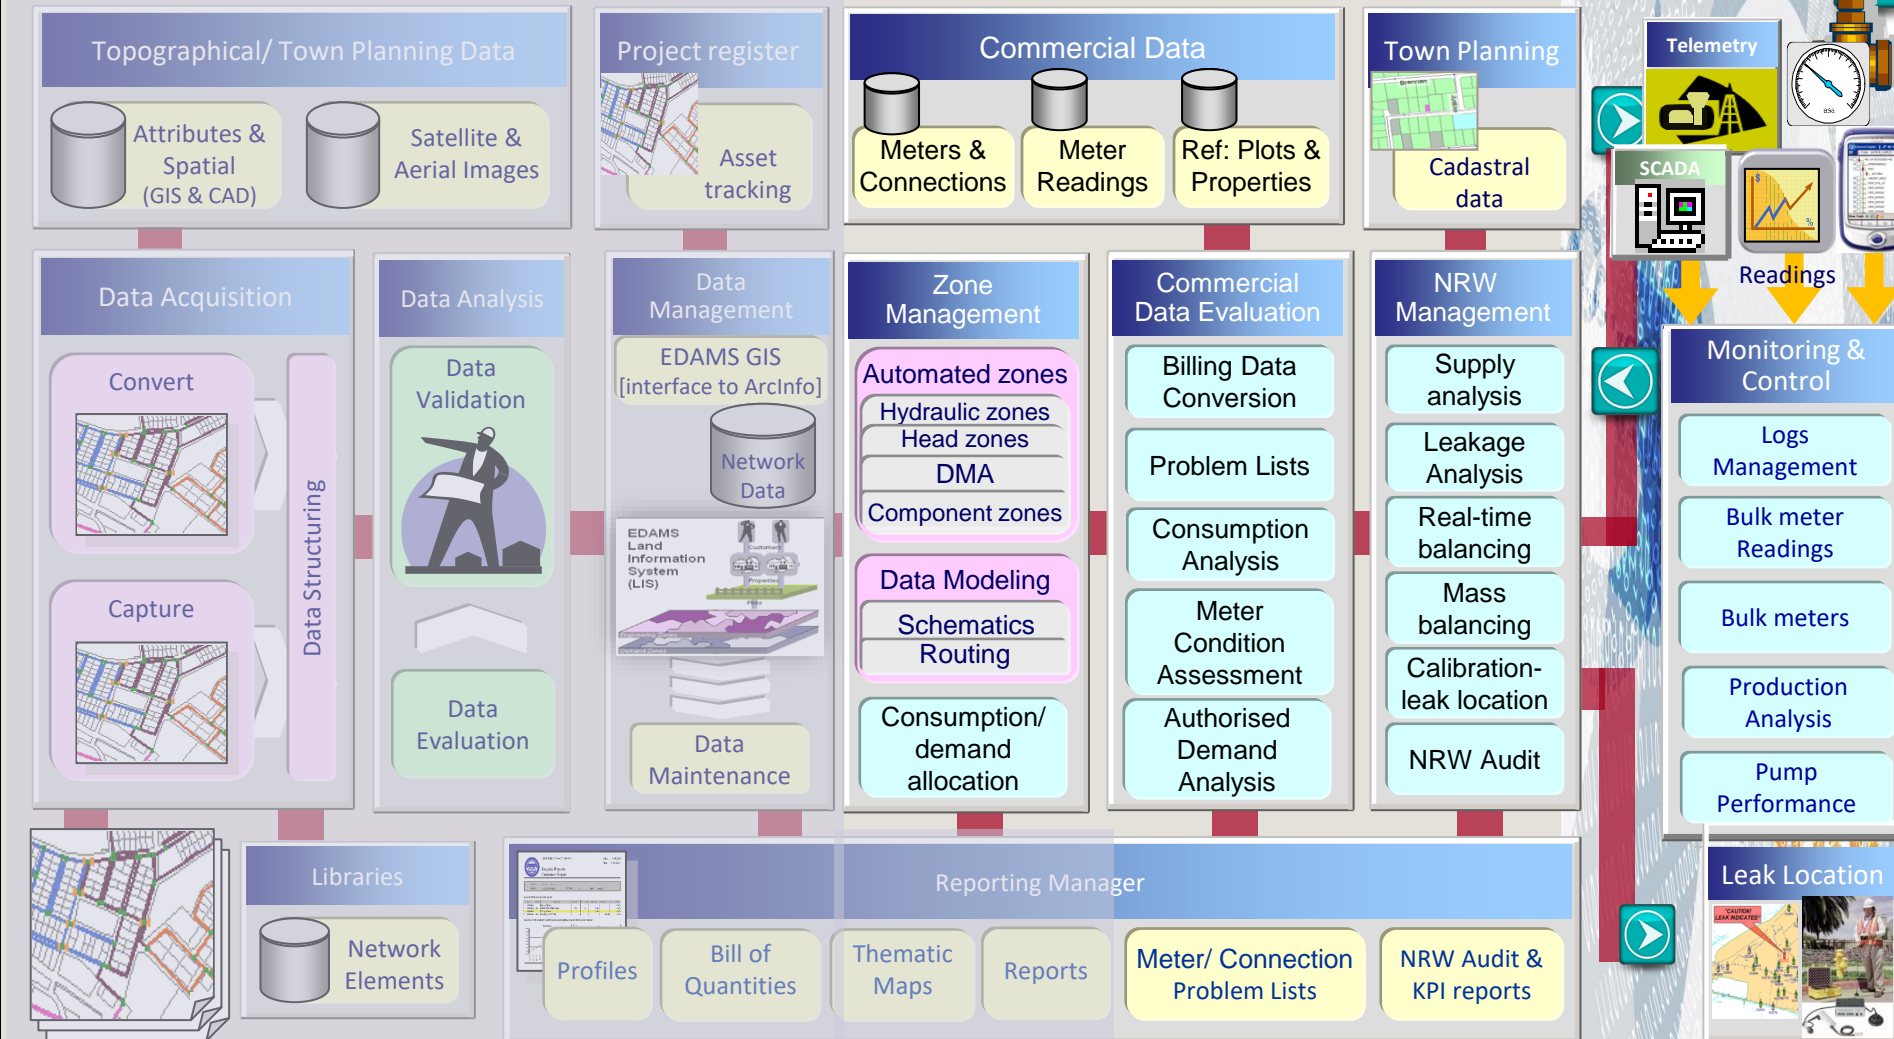 Topographical/ Town Planning Data
Attributes &
Spatial
(GIS & CAD)
Satellite &
Aerial Images
Project register
Asset
tracking
Commercial Data
Meters &
Connections
Meter
Readings
Ref: Plots &
Properties
Town Planning
Cadastral
data
Telemetry
SCADA
$
%
Readings
Data Acquisition
Convert
Capture
Data Structuring
Data Analysis
Data
Validation
Data
Evaluation
Data
Management
EDAMS GIS
[interface to ArcInfo]
Network
Data
EDAMS
Land
Information
System
(LIS)
Customers
Properties
Data
Maintenance
Zone
Management
Automated zones
Hydraulic zones
Head zones
DMA
Component zones
Data Modeling
Schematics
Routing
Consumption/
demand
allocation
Commercial
Data Evaluation
Billing Data
Conversion
Problem Lists
Consumption
Analysis
Meter
Condition
Assessment
Authorised
Demand
Analysis
NRW
Management
Supply
analysis
Leakage
Analysis
Real-time
balancing
Mass
balancing
Calibration-
leak location
NRW Audit
Monitoring &
Control
Logs
Management
Bulk meter
Readings
Bulk meters
Production
Analysis
Pump
Performance
Libraries
Network
Elements
Reporting Manager
Profiles
Bill of
Quantities
Thematic
Maps
Reports
Meter/ Connection
Problem Lists
NRW Audit &
KPI reports
Leak Location
"CAUTION!
LEAK INDICATED"